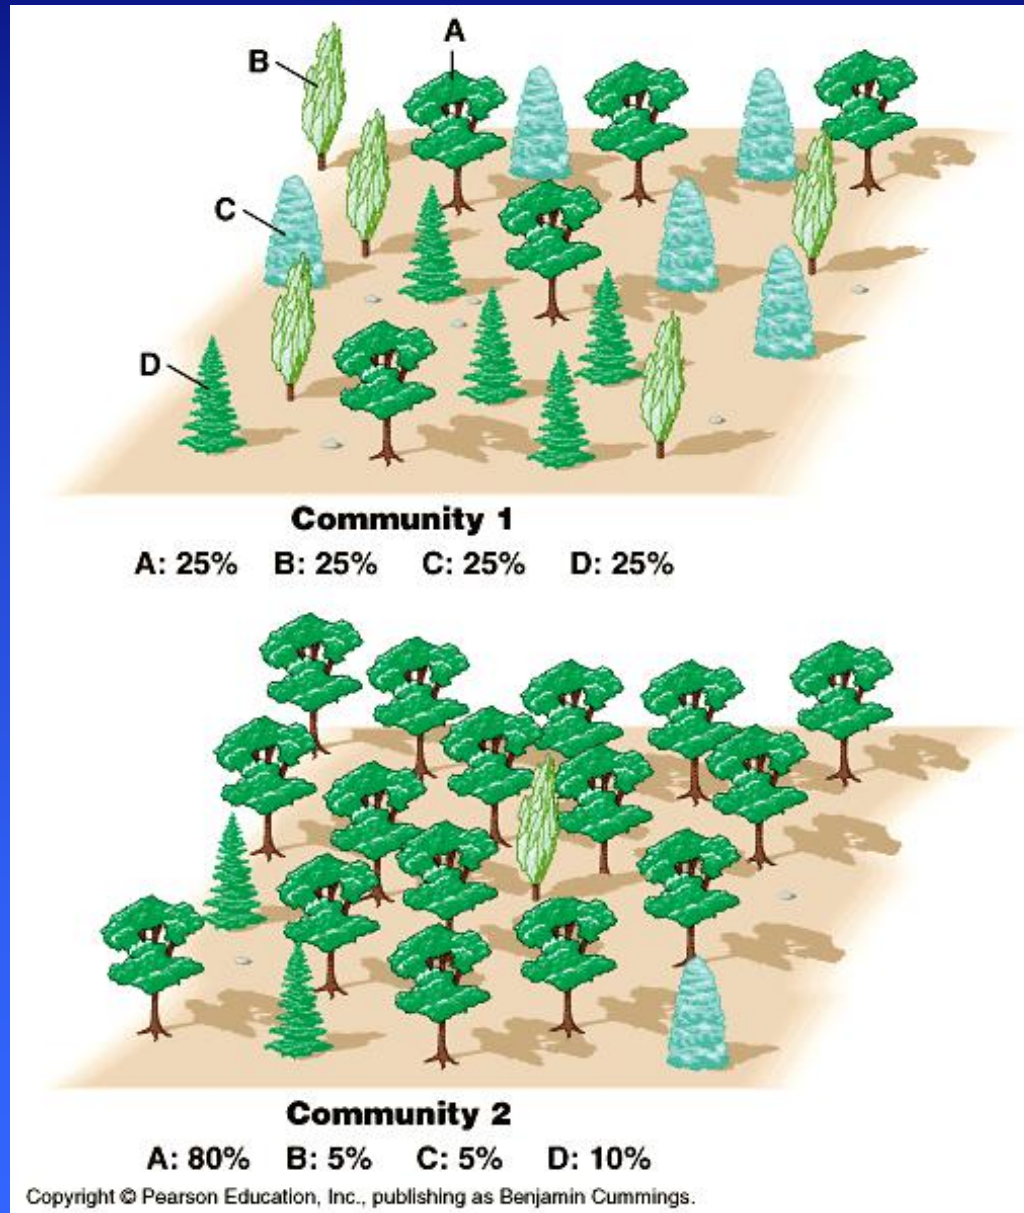 A
B
C
D
Community 1
A: 25% B: 25% C: 25% D: 25%
Community 2
A: 80% B: 5% C: 5% D: 10%
Copyright © Pearson Education, Inc., publishing as Benjamin Cummings.